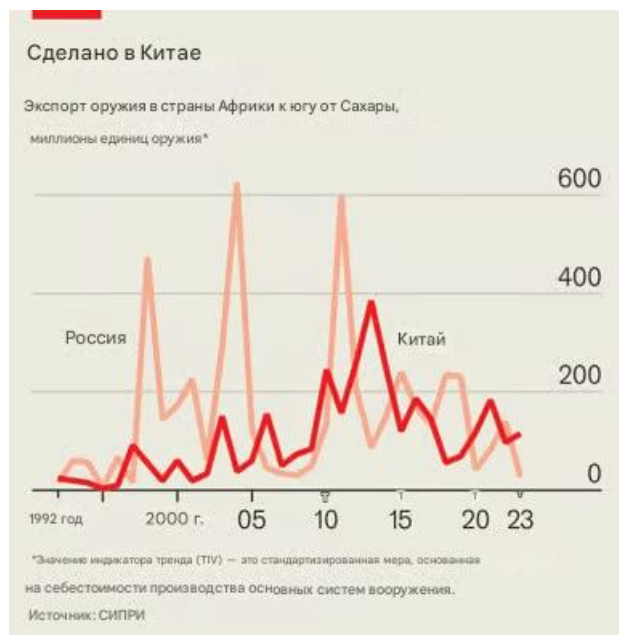 Сделано в Китае
Экспорт оружия в страны Африки к югу от Сахары,
миллионы единиц оружия*
600
400
Россия
Китай
200
0
1992 год 2000 г. 05 10 15 20 23
*Значение индикатора тренда (TIV) — это стандартизированная мера, основанная
на себестоимости производства основных систем вооружения.
Источник: СИПРИ